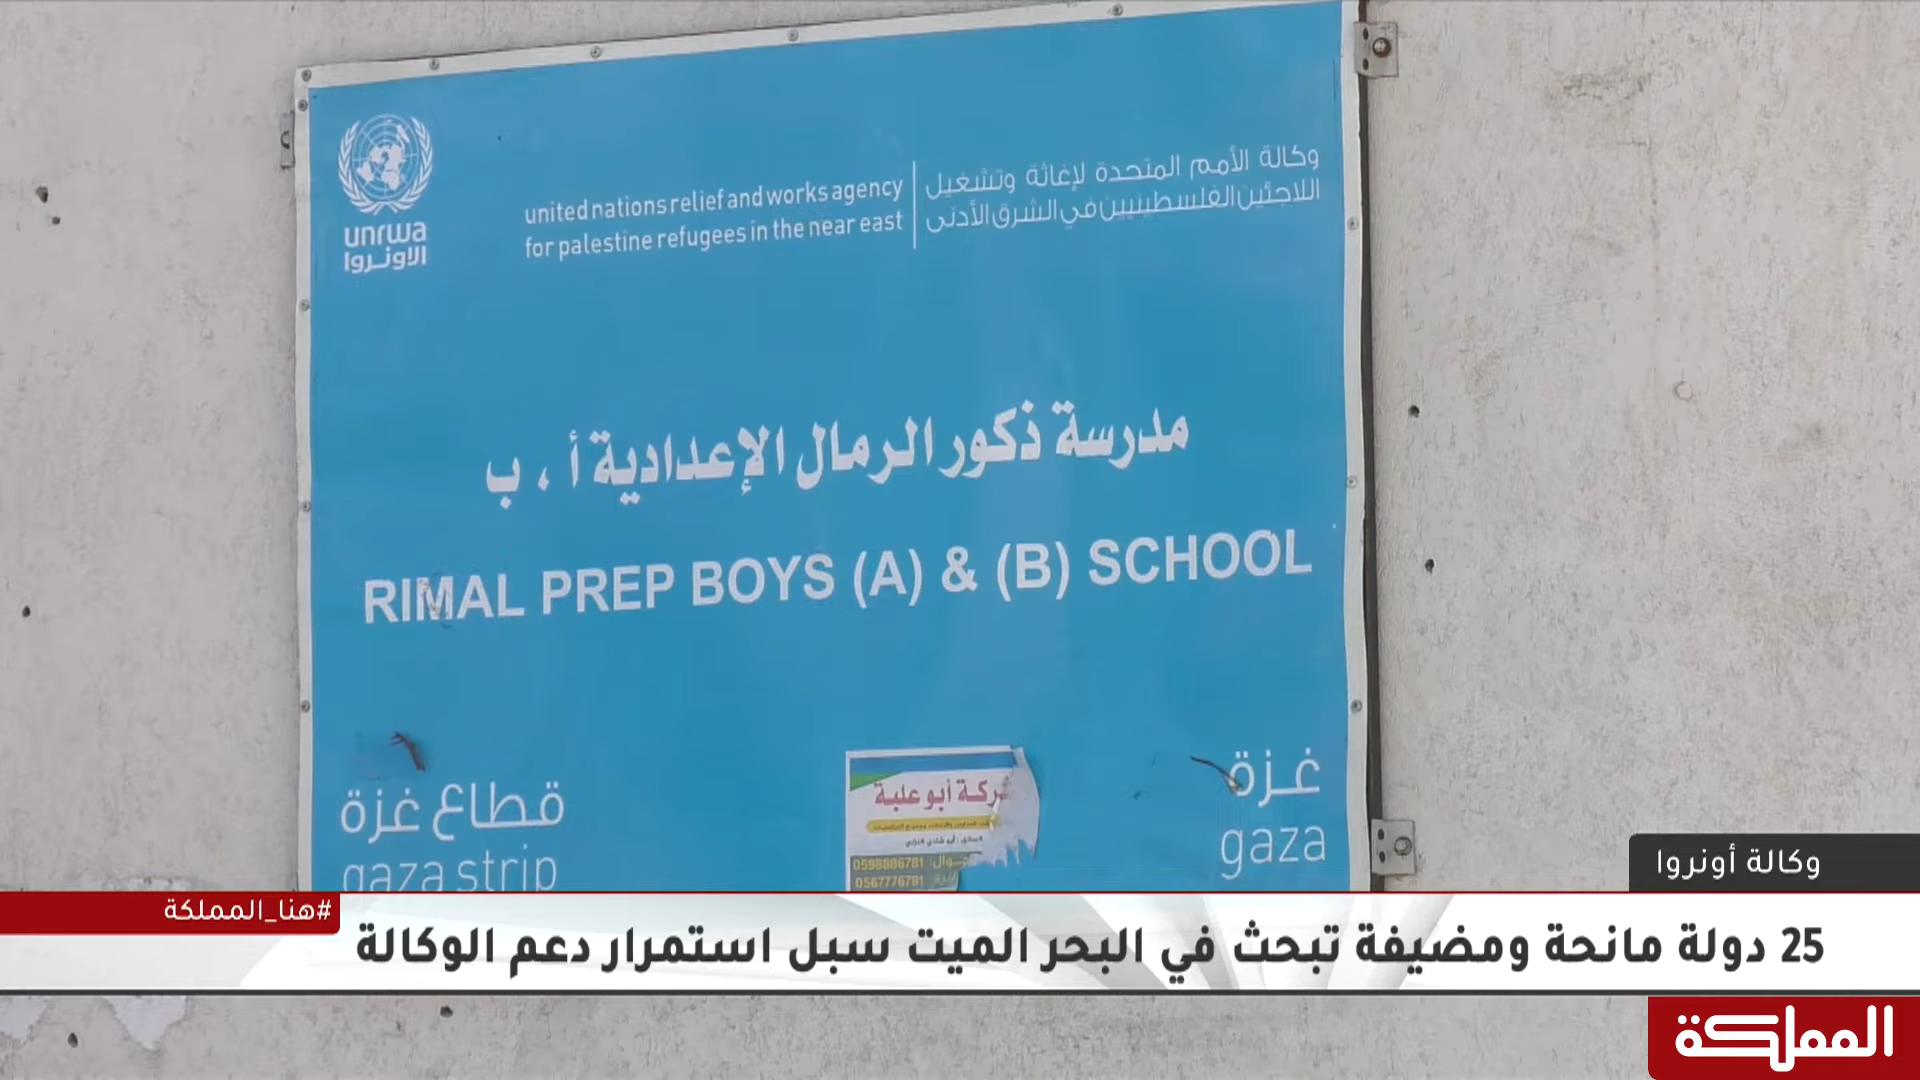 unrwa
الاونروا
united nations relief and works agency
for palestine refugees in the near east
وكالة الأمم المتحدة لإغاثة وتشغيل
اللاجئين الفلسطينيين في الشرق الأدنى
مدرسة ذكور الرمال الإعدادية أ ، ب
RIMAL PREP BOYS (A) & (B) SCHOOL
قطاع غزة
gaza strip
أبو علبة
0598886781
0567776781
غزة
gaza
وكالة أونروا
#هنا_المملكة
25 دولة مانحة ومضيفة تبحث في البحر الميت سبل استمرار دعم الوكالة
المملكة